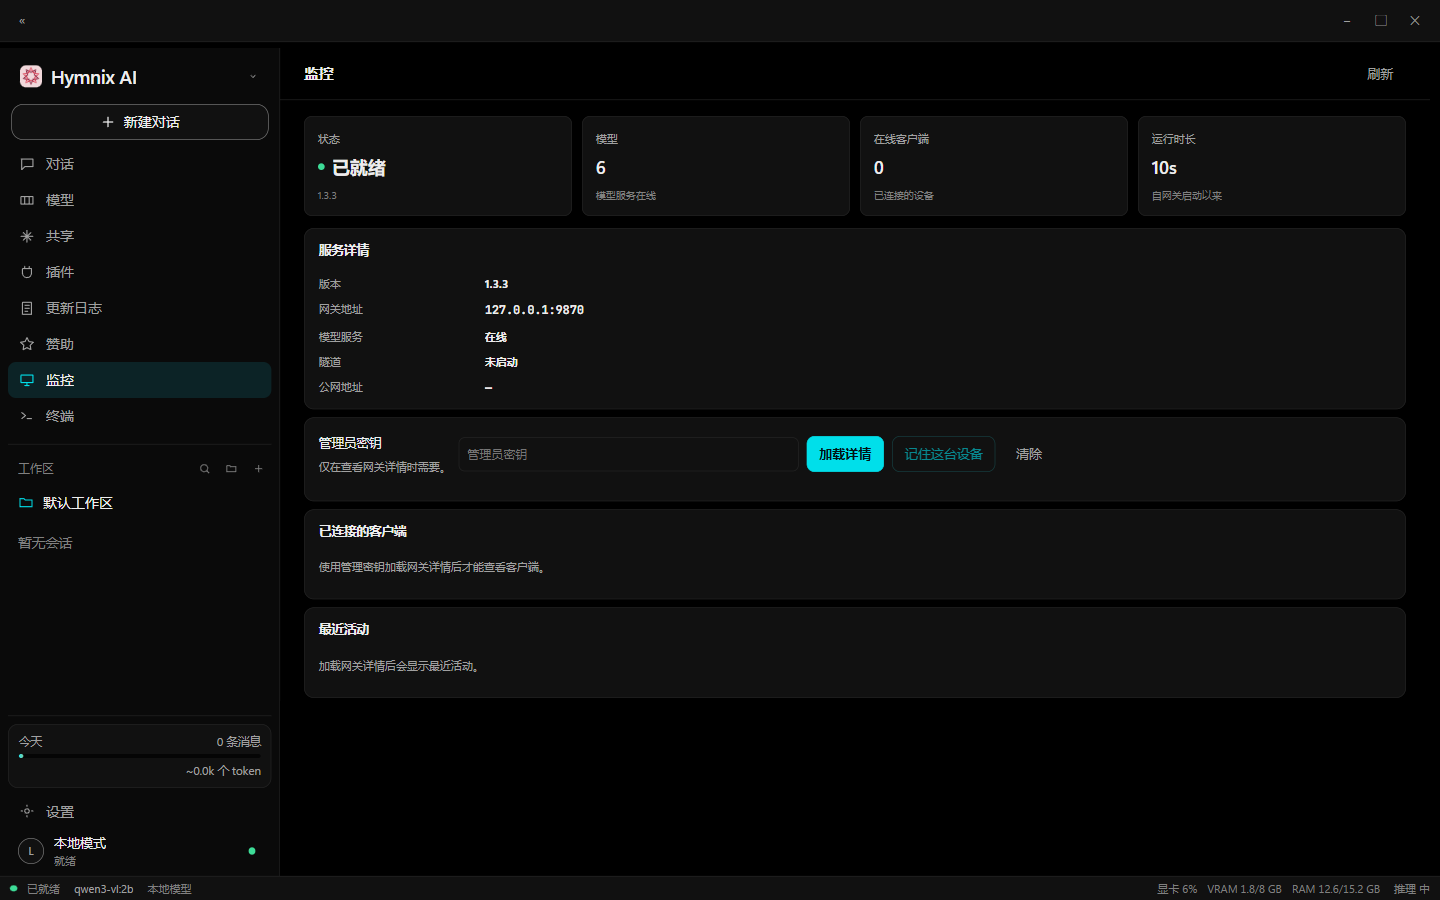 «
Hymnix AI
+ 新建对话
对话
模型
共享
插件
更新日志
赞助
监控
终端
工作区
默认工作区
暂无会话
今天 0 条消息
~0.0k 个 token
设置
L 本地模式
就绪
监控 刷新
状态
已就绪
1.3.3
模型
6
模型服务在线
在线客户端
0
已连接的设备
运行时长
10s
自网关启动以来
服务详情
版本 1.3.3
网关地址 127.0.0.1:9870
模型服务 在线
隧道 未启动
公网地址 —
管理员密钥
仅在查看网关详情时需要。
管理员密钥 加载详情 记住这台设备 清除
已连接的客户端
使用管理密钥加载网关详情后才能查看客户端。
最近活动
加载网关详情后会显示最近活动。
已就绪 qwen3-vl:2b 本地模型 显卡 6% VRAM 1.8/8 GB RAM 12.6/15.2 GB 推理 中